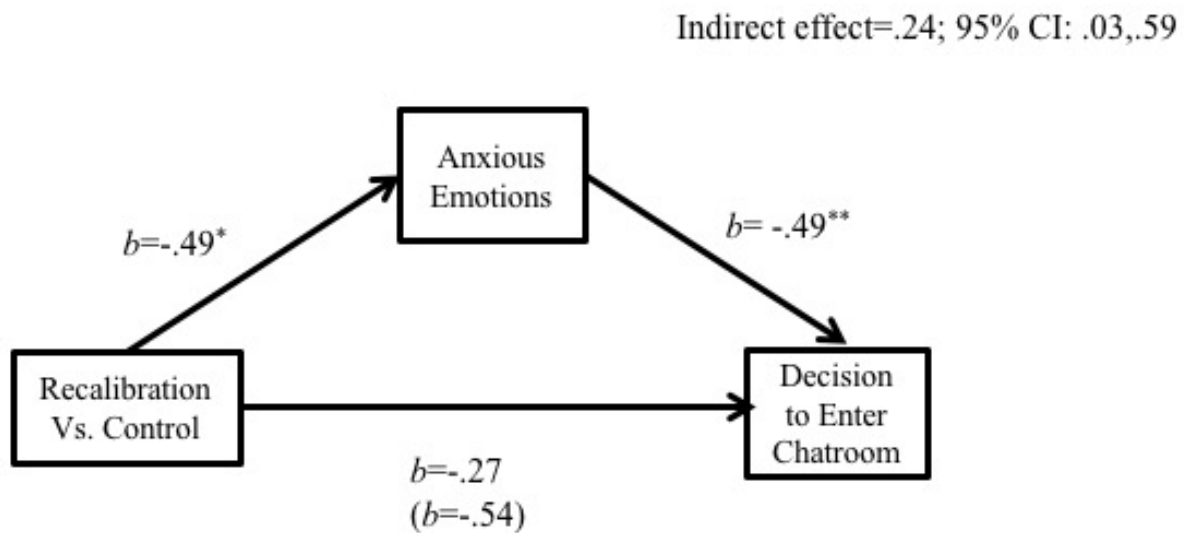 Indirect effect=.24; 95% CI: .03,.59
Anxious
Emotions
b=-.49*
b= -.49**
Recalibration
Vs. Control
Decision
to Enter
Chatroom
b=-.27
(b=-.54)